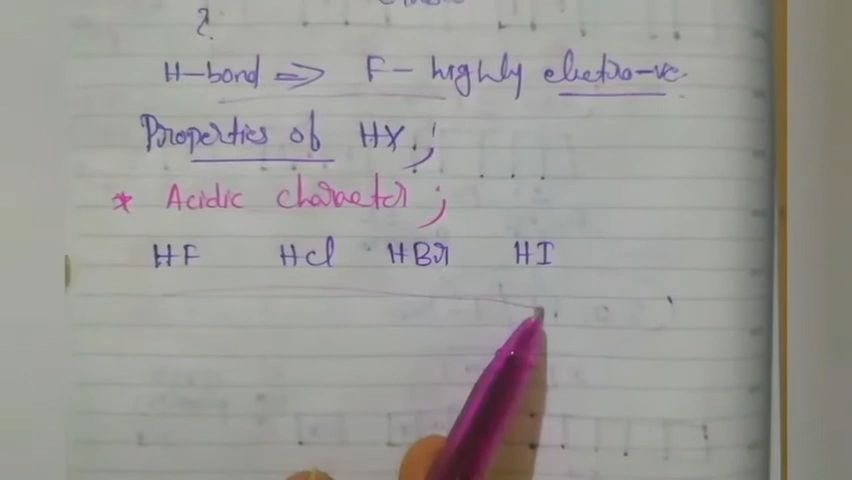 H-bond => F- highly electro-ve
Properties of HX;
* Acidic character;
HF HCl HBr HI